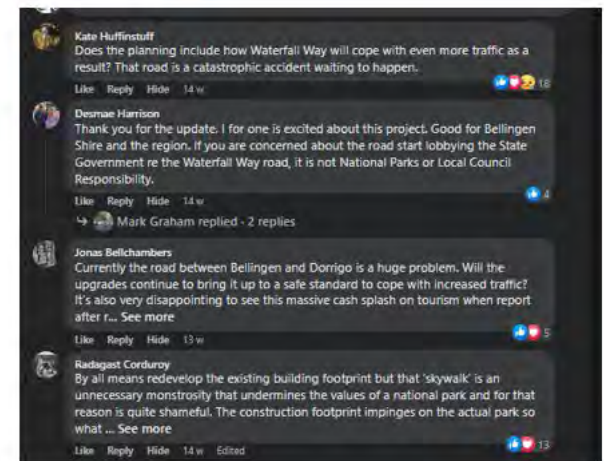 Kate Huffinstuff
Does the planning include how Waterfall Way will cope with even more traffic as a
result? That road is a catastrophic accident waiting to happen.
18
Like Reply Hide 14 w
Desmae Harrison
Thank you for the update. I for one is excited about this project. Good for Bellingen
Shire and the region. If you are concerned about the road start lobbying the State
Government re the Waterfall Way road, it is not National Parks or Local Council
Responsibility.
4
Like Reply Hide 14 w
Mark Graham replied · 2 replies
Jonas Bellchambers
Currently the road between Bellingen and Dorrigo is a huge problem. Will the
upgrades continue to bring it up to a safe standard to cope with increased traffic?
It's also very disappointing to see this massive cash splash on tourism when report
after r... See more
5
Like Reply Hide 13 w
Radagast Corduroy
By all means redevelop the existing building footprint but that 'skywalk' is an
unnecessary monstrosity that undermines the values of a national park and for that
reason is quite shameful. The construction footprint impinges on the actual park so
what ... See more
13
Like Reply Hide 14 w Edited